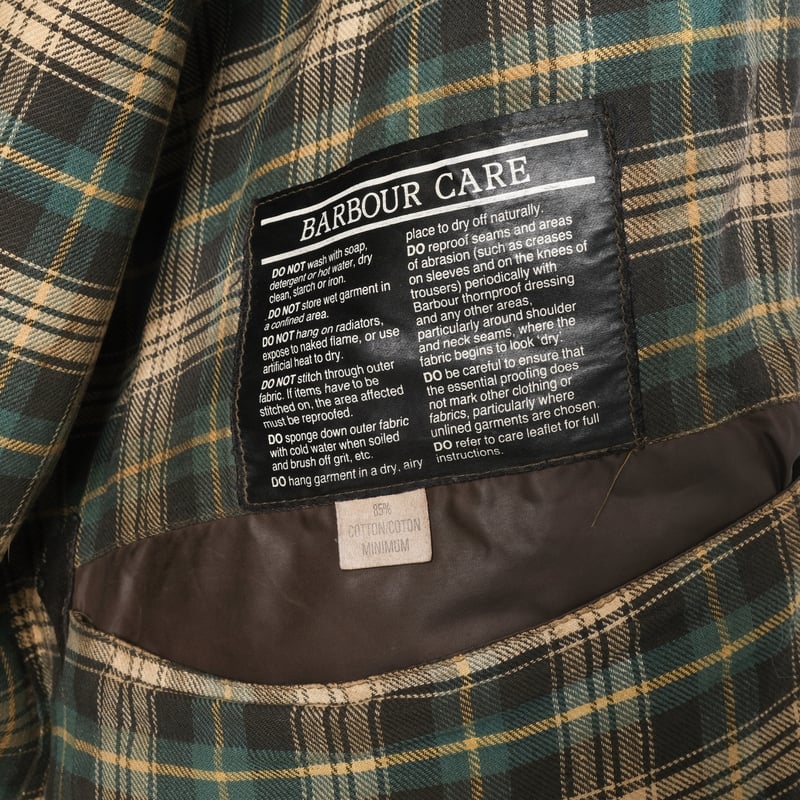 BARBOUR CARE
DO NOT wash with soap,
detergent or hot water, dry
clean, starch or iron.
DO NOT store wet garment in
a confined area.
DO NOT hang on radiators,
expose to naked flame, or use
artificial heat to dry.
DO NOT stitch through outer
fabric. If items have to be
stitched on, the area affected
must be reproofed.
DO sponge down outer fabric
with cold water when soiled
and brush off grit, etc.
DO hang garment in a dry, airy
place to dry off naturally.
DO reproof seams and areas
of abrasion (such as creases
on sleeves and on the knees of
trousers) periodically with
Barbour thornproof dressing
and any other areas,
particularly around shoulder
and neck seams, where the
fabric begins to look 'dry'.
DO be careful to ensure that
the essential proofing does
not mark other clothing or
fabrics, particularly where
unlined garments are chosen.
DO refer to care leaflet for full
instructions.
85%
COTTON/COTON
MINIMUM